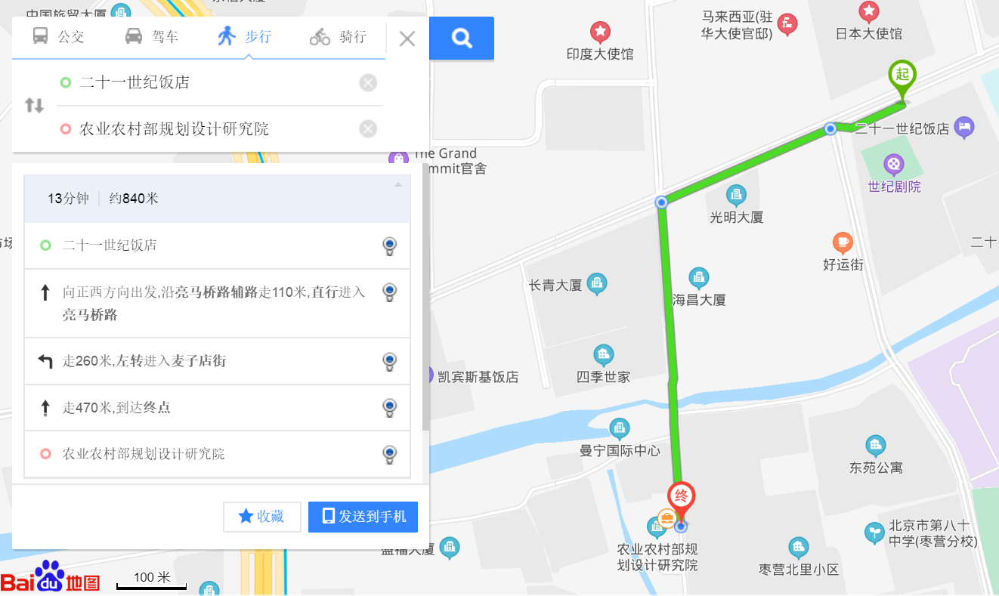 中国旅贸大厦
公交
驾车
步行
骑行
二十一世纪饭店
农业农村部规划设计研究院
13分钟
约840米
二十一世纪饭店
向正西方向出发,沿亮马桥路辅路走110米,直行进入
亮马桥路
走260米,左转进入麦子店街
走470米,到达终点
农业农村部规划设计研究院
收藏
发送到手机
Bai du 地图
100 米
印度大使馆
马来西亚(驻
华大使官邸)
日本大使馆
起
二十一世纪饭店
世纪剧院
The Grand
mmit官舍
光明大厦
好运街
二十
长青大厦
海昌大厦
四季世家
凯宾斯基饭店
曼宁国际中心
东苑公寓
终
农业农村部规
划设计研究院
盛福大厦
枣营北里小区
北京市第八十
中学(枣营分校)